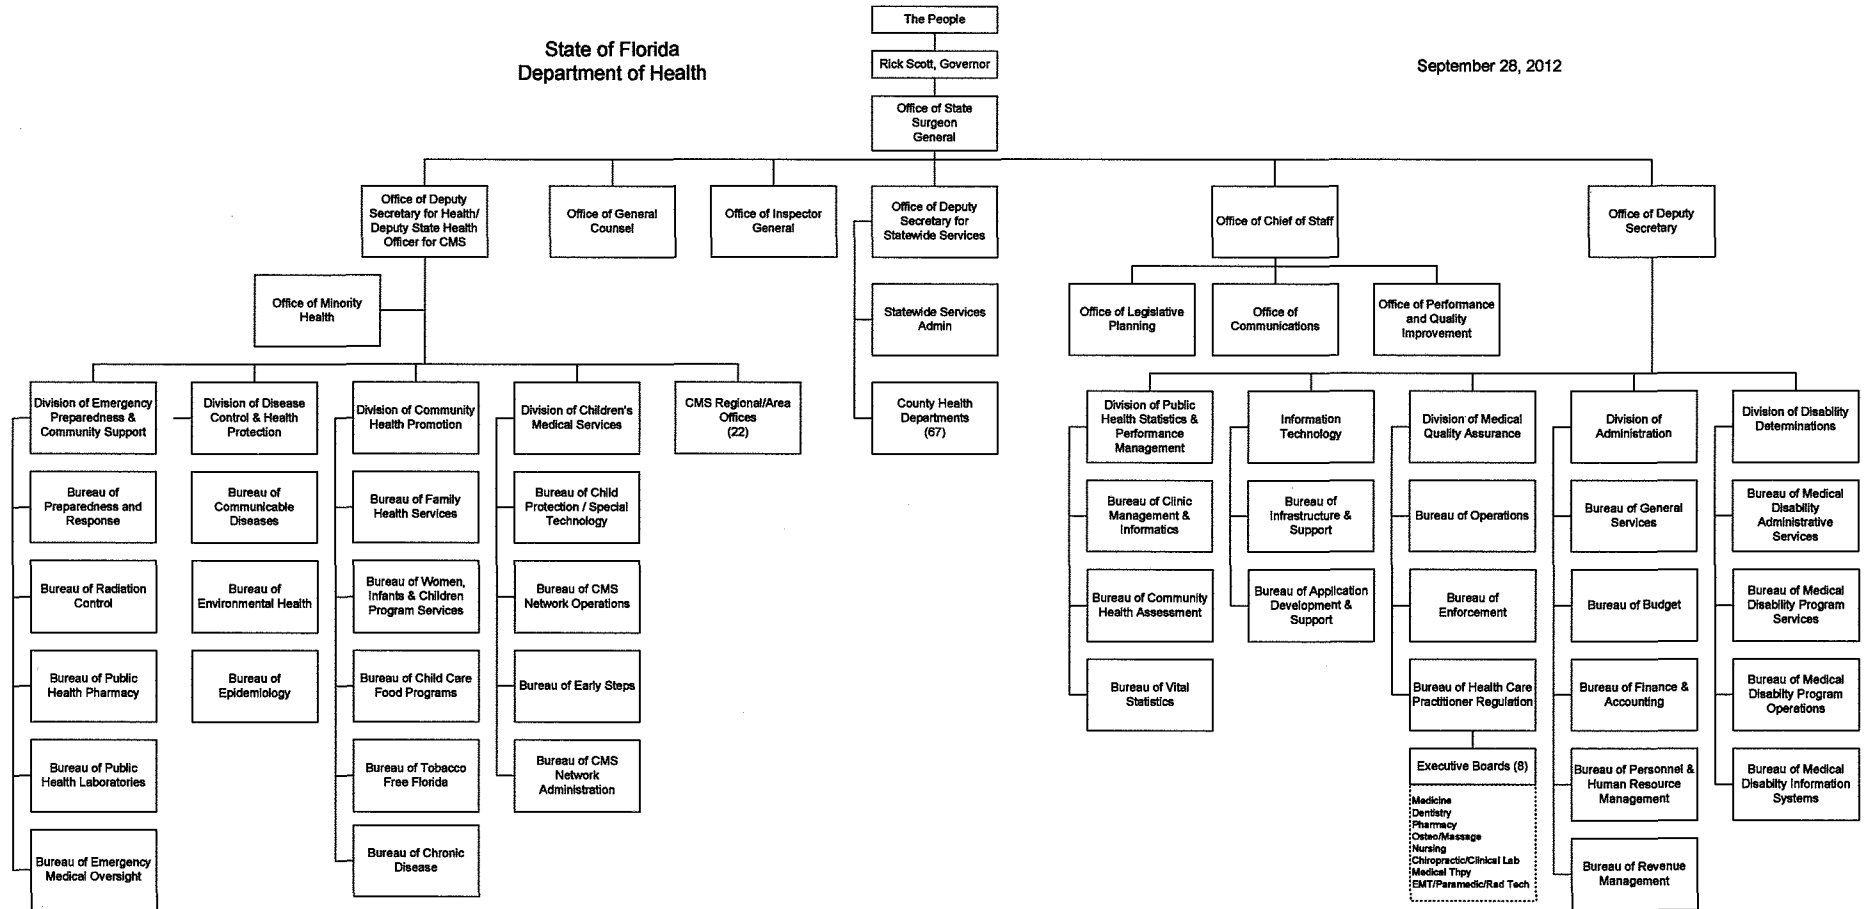 The People
State of Florida
Department of Health
Rick Scott, Governor
September 28, 2012
Office of State
Surgeon
General
Office of Deputy
Secretary for Health/
Deputy State Health
Officer for CMS
Office of General
Counsel
Office of Inspector
General
Office of Deputy
Secretary for
Statewide Services
Office of Chief of Staff
Office of Deputy
Secretary
Office of Minority
Health
Statewide Services
Admin
Office of Legislative
Planning
Office of
Communications
Office of Performance
and Quality
Improvement
Division of Emergency
Preparedness &
Community Support
Division of Disease
Control & Health
Protection
Division of Community
Health Promotion
Division of Children's
Medical Services
CMS Regional/Area
Offices
(22)
County Health
Departments
(67)
Division of Public
Health Statistics &
Performance
Management
Information
Technology
Division of Medical
Quality Assurance
Division of
Administration
Division of Disability
Determinations
Bureau of
Preparedness and
Response
Bureau of
Communicable
Diseases
Bureau of Family
Health Services
Bureau of Child
Protection / Special
Technology
Bureau of Clinic
Management &
Informatics
Bureau of
Infrastructure &
Support
Bureau of Operations
Bureau of General
Services
Bureau of Medical
Disability
Administrative
Services
Bureau of Radiation
Control
Bureau of
Environmental Health
Bureau of Women,
Infants & Children
Program Services
Bureau of CMS
Network Operations
Bureau of Community
Health Assessment
Bureau of Application
Development &
Support
Bureau of
Enforcement
Bureau of Budget
Bureau of Medical
Disability Program
Services
Bureau of Public
Health Pharmacy
Bureau of
Epidemiology
Bureau of Child Care
Food Programs
Bureau of Early Steps
Bureau of Vital
Statistics
Bureau of Health Care
Practitioner Regulation
Bureau of Finance &
Accounting
Bureau of Medical
Disabilty Program
Operations
Bureau of Public
Health Laboratories
Bureau of Tobacco
Free Florida
Bureau of CMS
Network
Administration
Executive Boards (8)
Medicine
Dentistry
Pharmacy
Osteo/Massage
Nursing
Chiropractic/Clinical Lab
Medical Thpy
EMT/Paramedic/Rad Tech
Bureau of Personnel &
Human Resource
Management
Bureau of Medical
Disabilty Information
Systems
Bureau of Emergency
Medical Oversight
Bureau of Chronic
Disease
Bureau of Revenue
Management